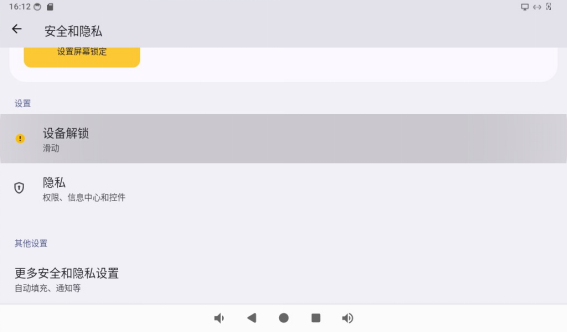 16:12
安全和隐私
设置屏幕锁定
设置
设备解锁
滑动
隐私
权限、信息中心和控件
其他设置
更多安全和隐私设置
自动填充、通知等